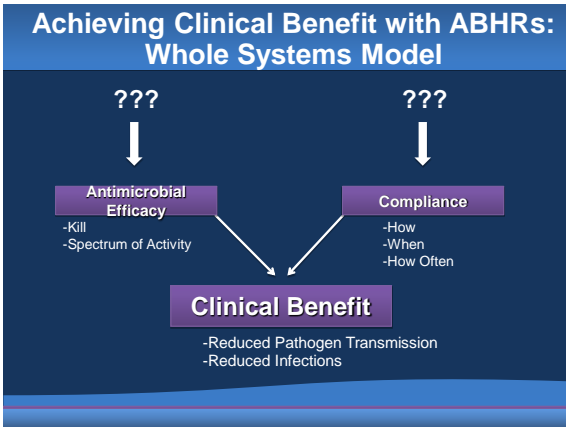 Achieving Clinical Benefit with ABHRs:
Whole Systems Model
???
???
Antimicrobial
Efficacy
-Kill
-Spectrum of Activity
Compliance
-How
-When
-How Often
Clinical Benefit
-Reduced Pathogen Transmission
-Reduced Infections